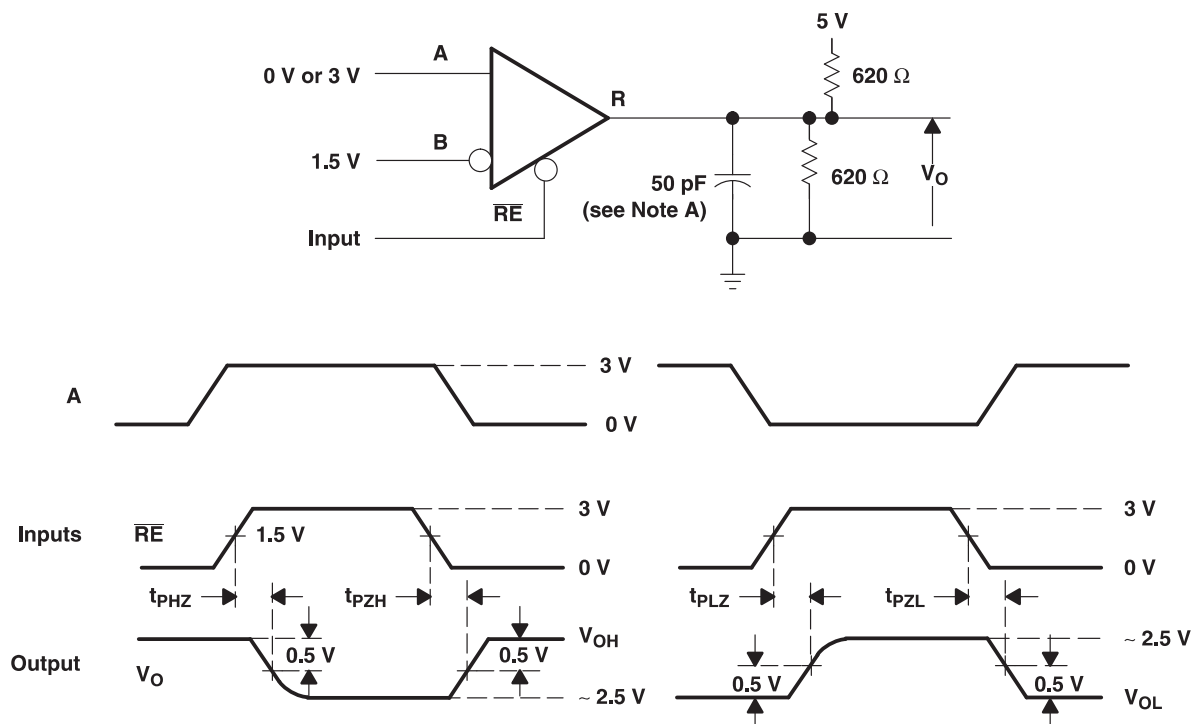 5 V
A
0 V or 3 V
620 Ω
R
B
1.5 V
50 pF
(see Note A)
620 Ω
V_O
R̅E̅
Input
3 V
A
0 V
3 V
3 V
Inputs
R̅E̅
1.5 V
0 V
0 V
t_PHZ
t_PZH
t_PLZ
t_PZL
V_OH
~ 2.5 V
0.5 V
0.5 V
Output
V_O
0.5 V
0.5 V
~ 2.5 V
V_OL